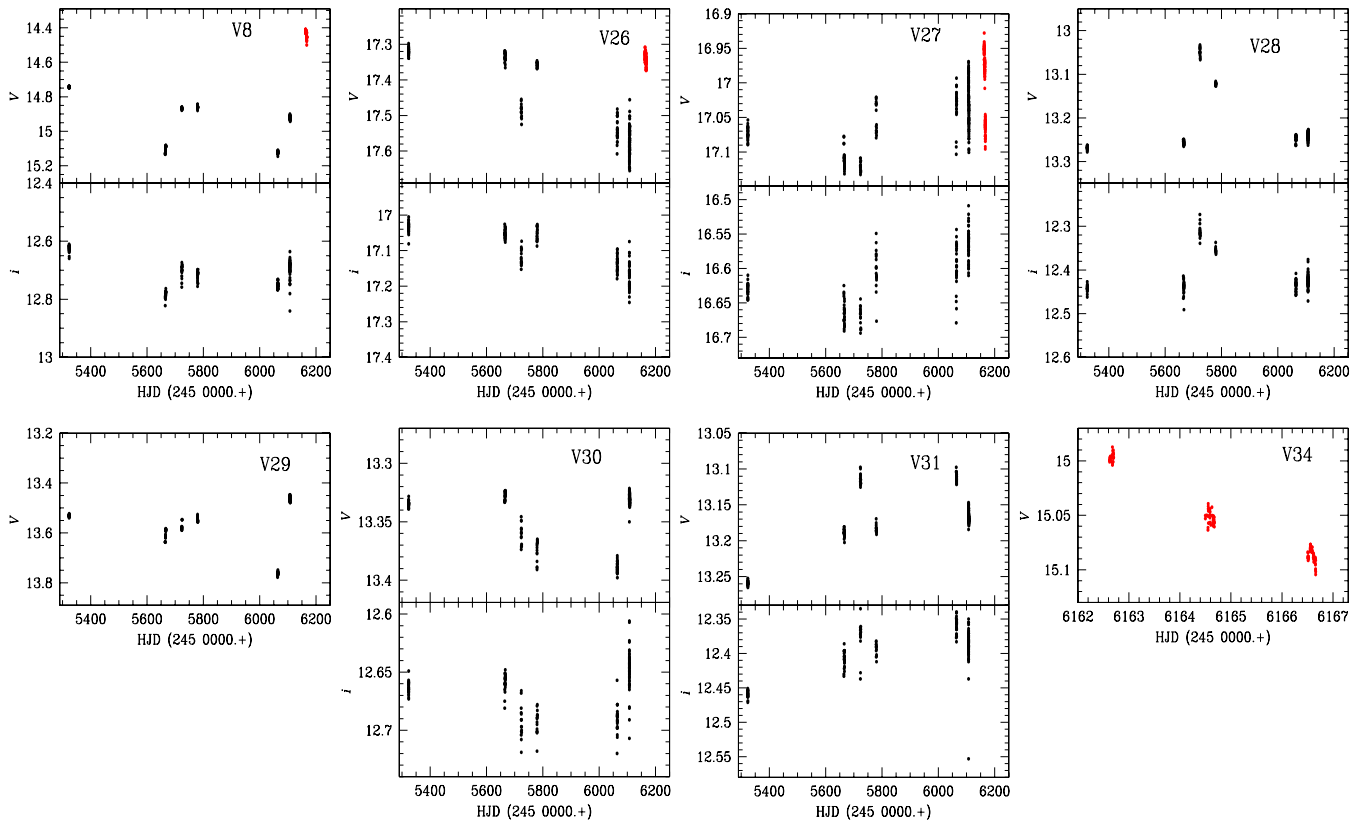 V8
14.4
14.6
14.8
15
15.2
V
12.4
12.6
12.8
13
i
5400 5600 5800 6000 6200
HJD (245 0000.+)
V26
17.3
17.4
17.5
17.6
V
17
17.1
17.2
17.3
17.4
i
5400 5600 5800 6000 6200
HJD (245 0000.+)
V27
16.9
16.95
17
17.05
17.1
V
16.5
16.55
16.6
16.65
16.7
i
5400 5600 5800 6000 6200
HJD (245 0000.+)
V28
13
13.1
13.2
13.3
V
12.3
12.4
12.5
12.6
i
5400 5600 5800 6000 6200
HJD (245 0000.+)
V29
13.2
13.4
13.6
13.8
V
5400 5600 5800 6000 6200
HJD (245 0000.+)
V30
13.3
13.35
13.4
V
12.6
12.65
12.7
i
5400 5600 5800 6000 6200
HJD (245 0000.+)
V31
13.05
13.1
13.15
13.2
13.25
V
12.35
12.4
12.45
12.5
12.55
i
5400 5600 5800 6000 6200
HJD (245 0000.+)
V34
15
15.05
15.1
V
6162 6163 6164 6165 6166 6167
HJD (245 0000.+)